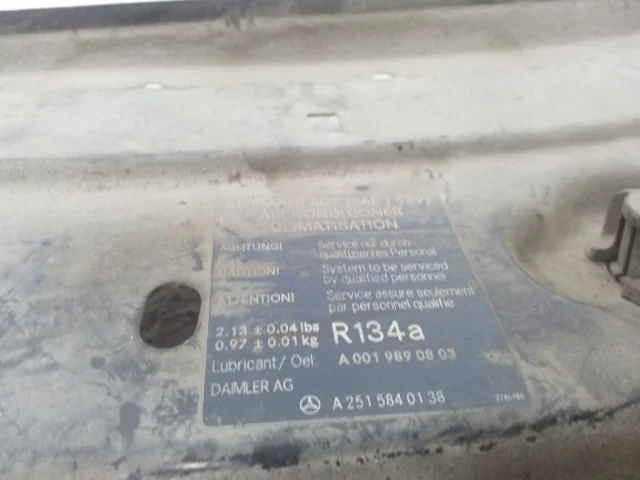 AIR CONDITIONER
CLIMATISATION
ACHTUNG! Service nur durch
qualifiziertes Personal
CAUTION! System to be serviced
by qualified personnel
ATTENTION! Service assure seulement
par personnel qualifie
2.13 ± 0.04 lbs R134a
0.97 ± 0.01 kg
Lubricant / Oel: A 001 989 08 03
DAIMLER AG
A 251 584 01 38